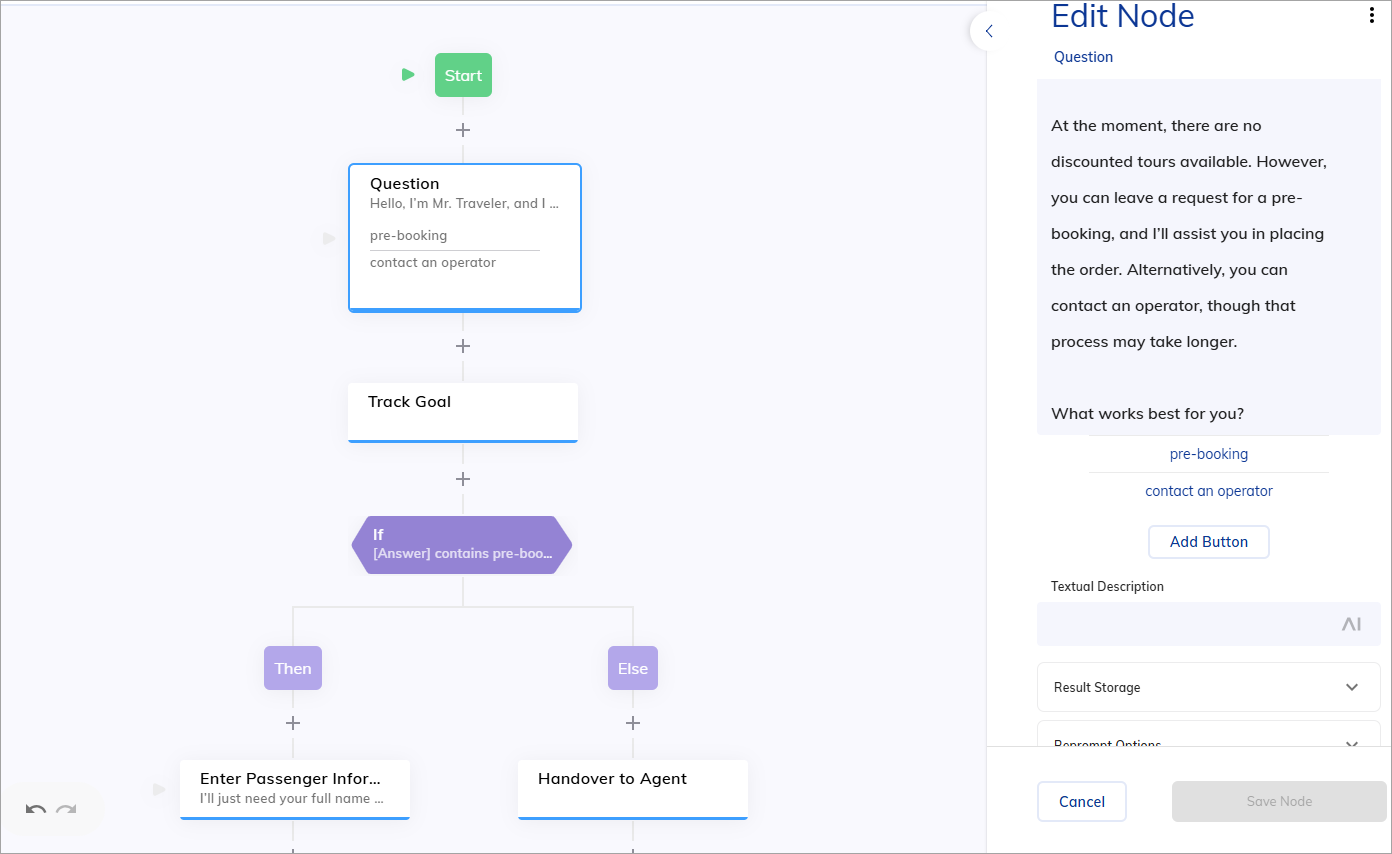 Start
Question
Hello, I’m Mr. Traveler, and I ...
pre-booking
contact an operator
Track Goal
If
[Answer] contains pre-boo...
Then
Else
Enter Passenger Infor...
I’ll just need your full name ...
Handover to Agent
Edit Node
Question
At the moment, there are no
discounted tours available. However,
you can leave a request for a pre-
booking, and I’ll assist you in placing
the order. Alternatively, you can
contact an operator, though that
process may take longer.
What works best for you?
pre-booking
contact an operator
Add Button
Textual Description
AI
Result Storage
Reprompt Options
Cancel
Save Node